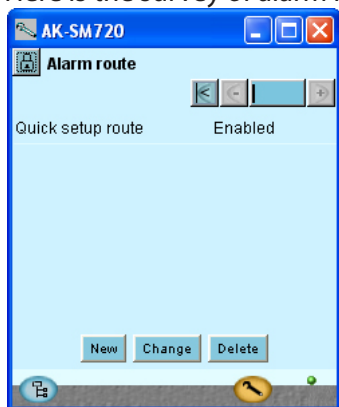 AK-SM720
Alarm route
Quick setup route Enabled
New Change Delete